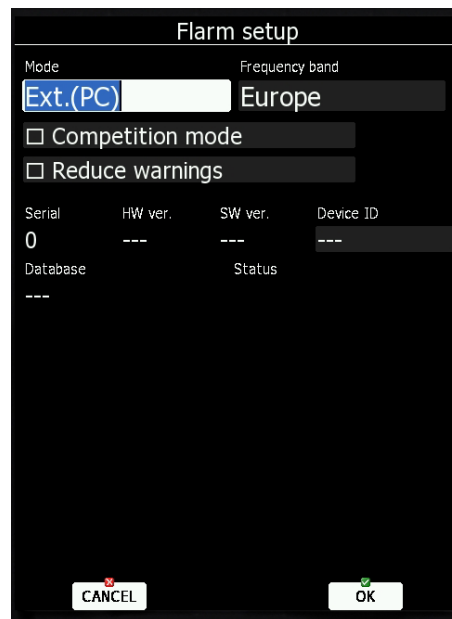 Flarm setup
Mode Frequency band
Ext.(PC) Europe
Competition mode
Reduce warnings
Serial HW ver. SW ver. Device ID
0 --- --- ---
Database Status
---
CANCEL OK